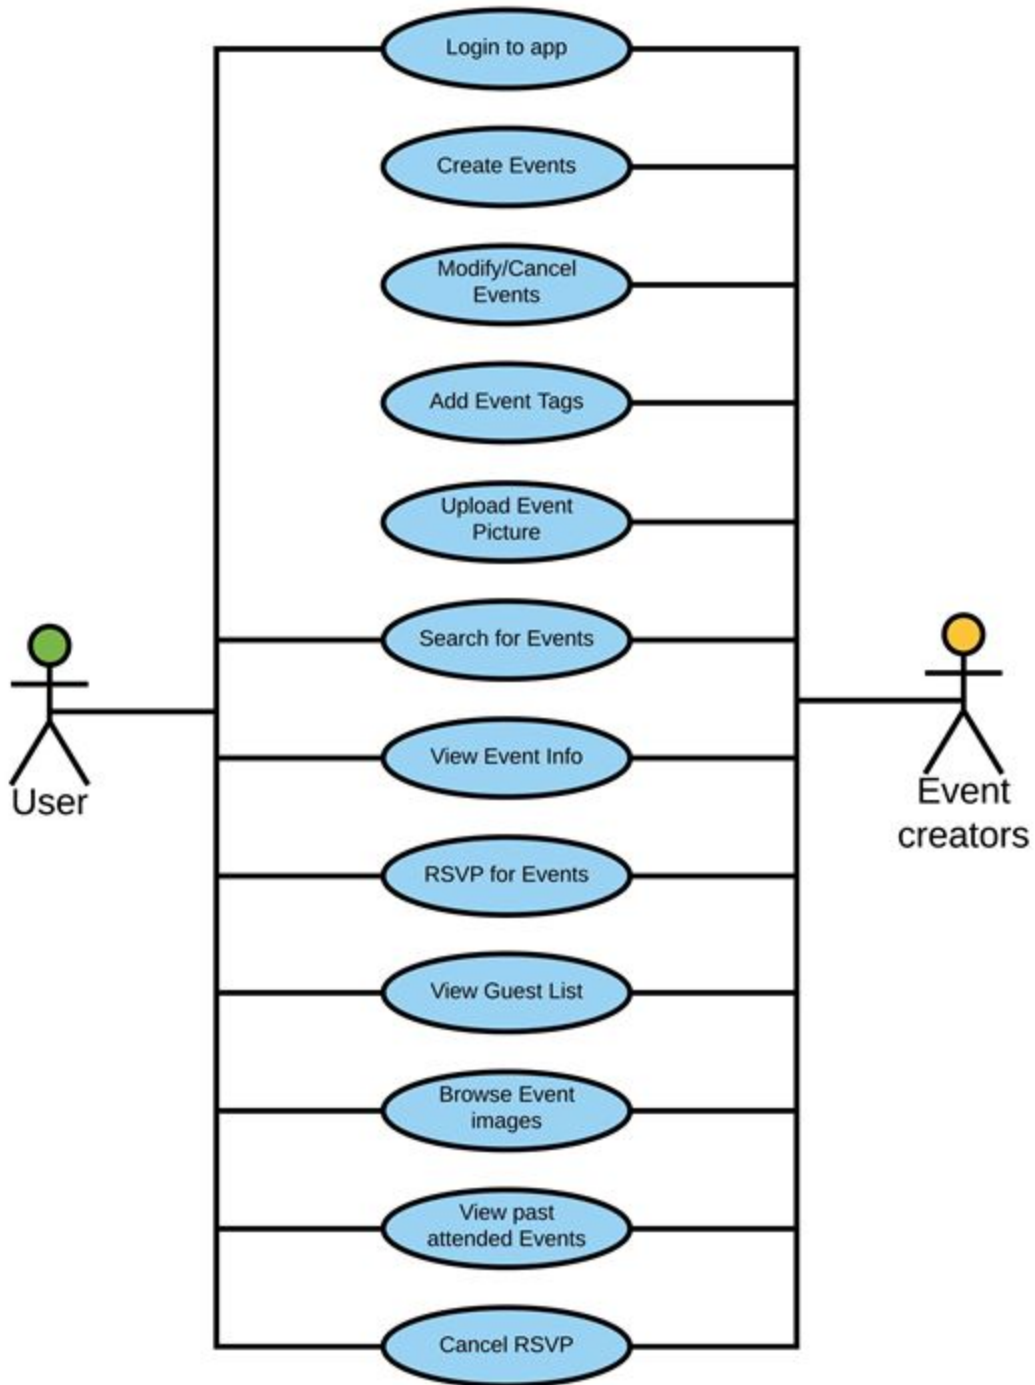 Login to app
Create Events
Modify/Cancel
Events
Add Event Tags
Upload Event
Picture
Search for Events
View Event Info
User
Event
creators
RSVP for Events
View Guest List
Browse Event
images
View past
attended Events
Cancel RSVP